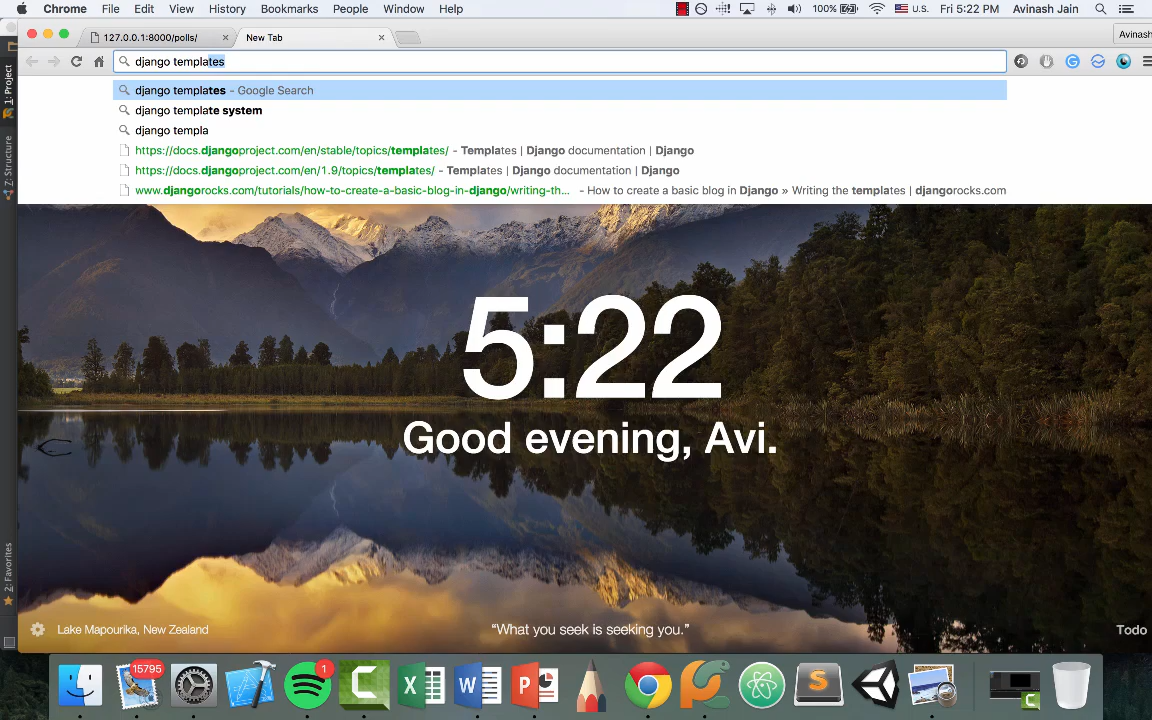 Chrome File Edit View History Bookmarks People Window Help 100% U.S. Fri 5:22 PM Avinash Jain
127.0.0.1:8000/polls/ New Tab Avinash
django templates
django templates - Google Search
django template system
django templa
https://docs.djangoproject.com/en/stable/topics/templates/ - Templates | Django documentation | Django
https://docs.djangoproject.com/en/1.9/topics/templates/ - Templates | Django documentation | Django
www.djangorocks.com/tutorials/how-to-create-a-basic-blog-in-django/writing-th... - How to create a basic blog in Django » Writing the templates | djangorocks.com
1: Project
Z: Structure
2: Favorites
5:22
Good evening, Avi.
Lake Mapourika, New Zealand
“What you seek is seeking you.”
Todo
15795
1
C
X
W
P
S
C